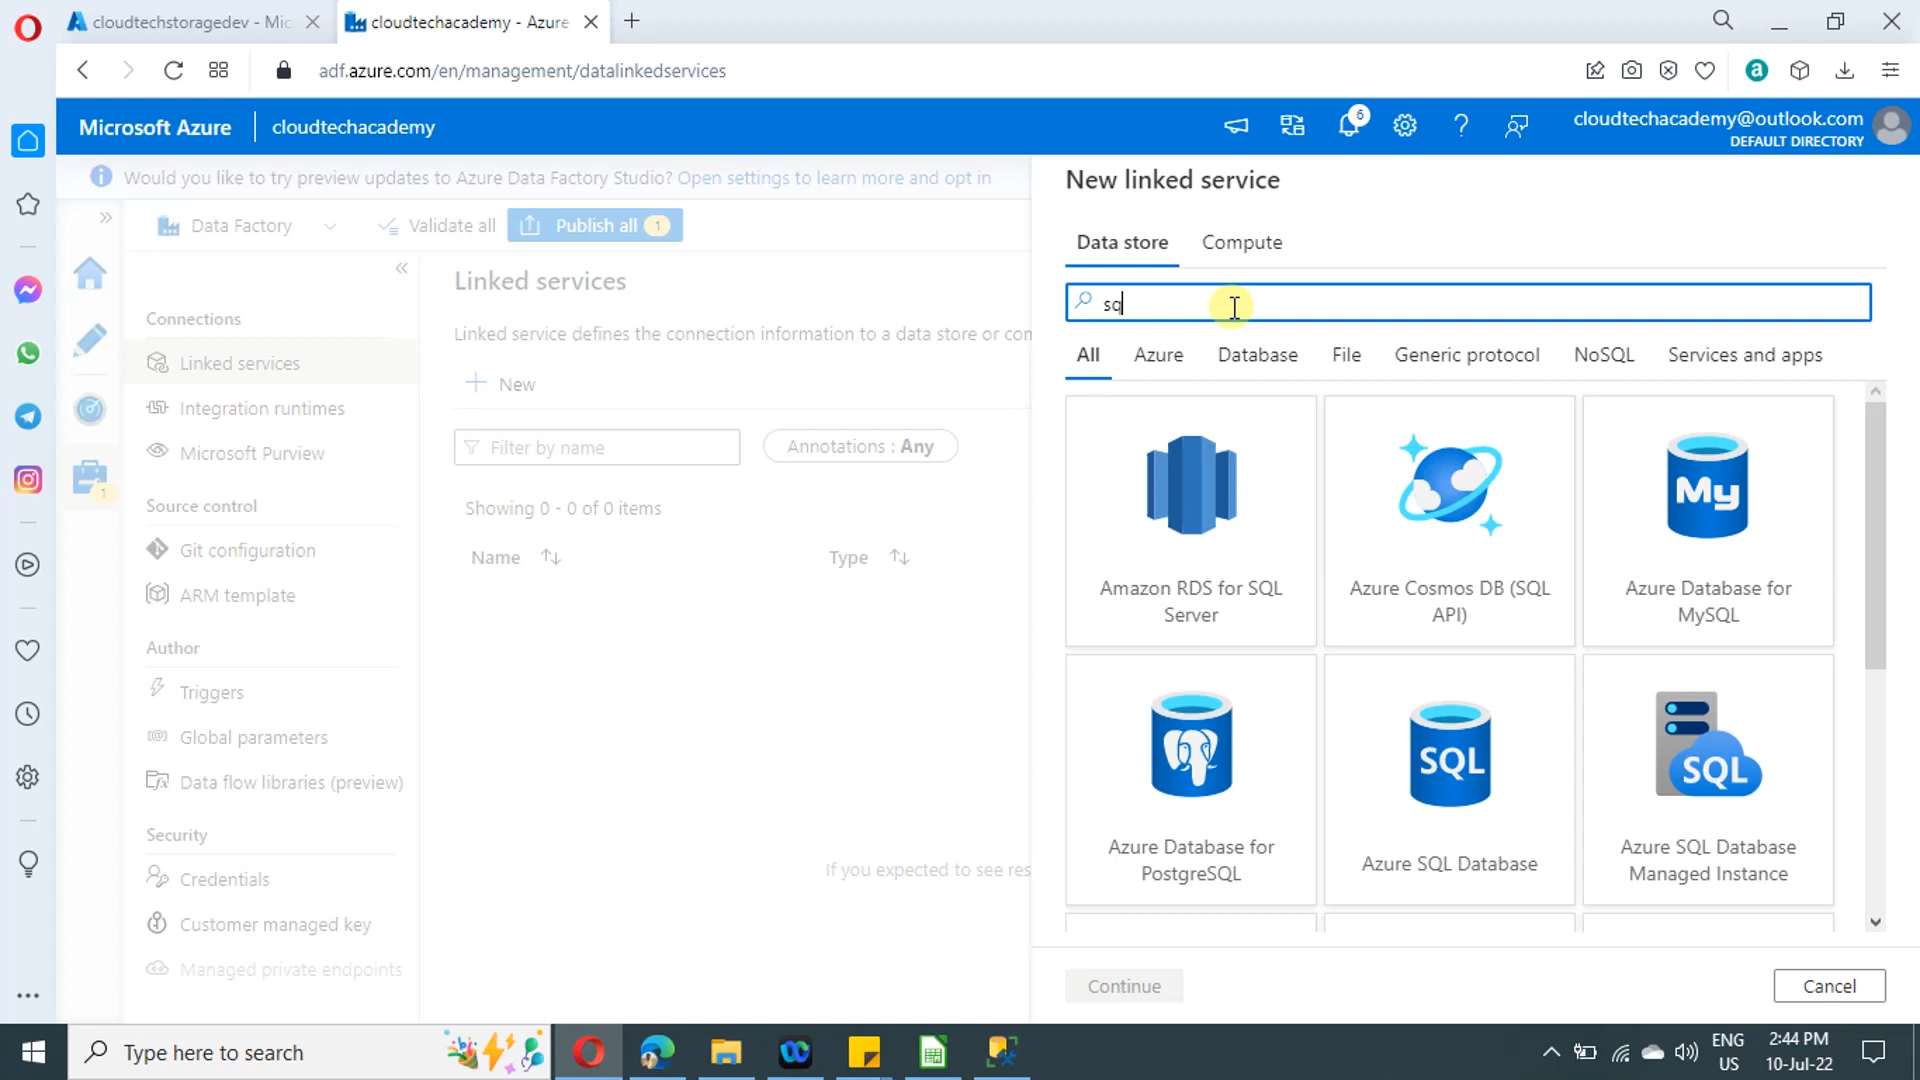 cloudtechstoragedev - Mic
cloudtechacademy - Azure
adf.azure.com/en/management/datalinkedservices
a
Microsoft Azure
cloudtechacademy
6
cloudtechacademy@outlook.com
DEFAULT DIRECTORY
Would you like to try preview updates to Azure Data Factory Studio? Open settings to learn more and opt in
Data Factory
Validate all
Publish all 1
Connections
Linked services
Integration runtimes
Microsoft Purview
Source control
Git configuration
ARM template
Author
Triggers
Global parameters
Data flow libraries (preview)
Security
Credentials
Customer managed key
Managed private endpoints
1
Linked services
Linked service defines the connection information to a data store or con
New
Filter by name
Annotations : Any
Showing 0 - 0 of 0 items
Name
Type
If you expected to see res
New linked service
Data store
Compute
sq
All
Azure
Database
File
Generic protocol
NoSQL
Services and apps
Amazon RDS for SQL
Server
Azure Cosmos DB (SQL
API)
My
Azure Database for
MySQL
Azure Database for
PostgreSQL
SQL
Azure SQL Database
SQL
Azure SQL Database
Managed Instance
Continue
Cancel
Type here to search
ENG
US
2:44 PM
10-Jul-22